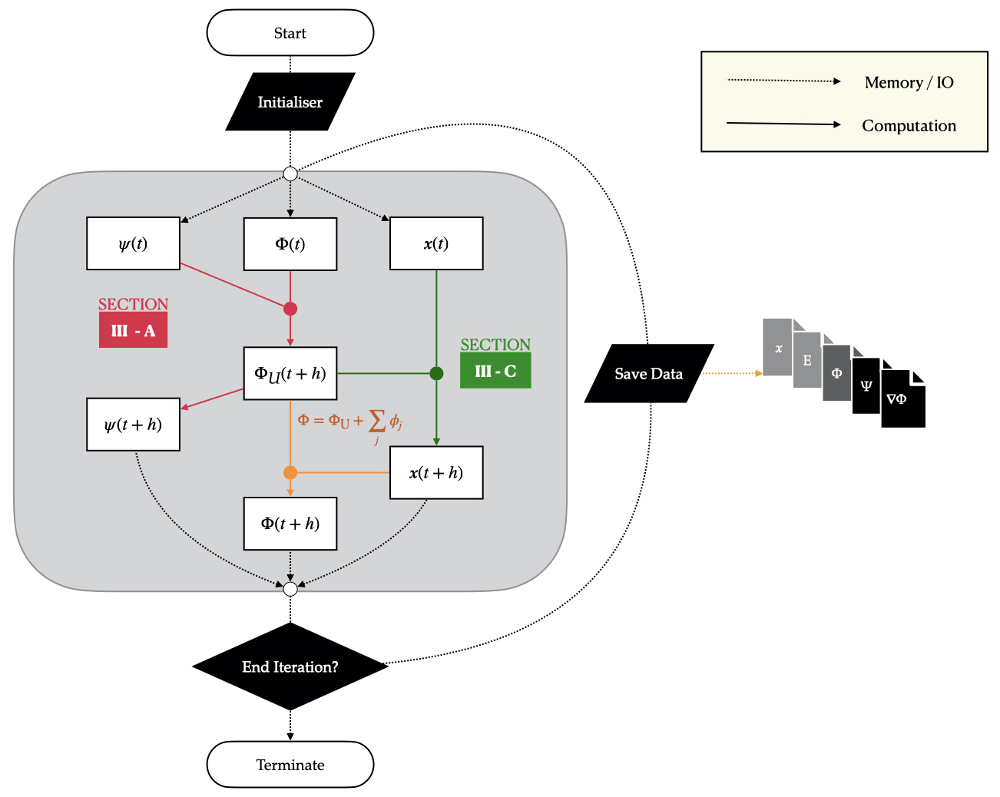 Start
Initialiser
Memory / IO
Computation
ψ(t)
Φ(t)
x(t)
SECTION
III - A
SECTION
III - C
Φ_U(t + h)
Save Data
x
E
Φ
Ψ
∇Φ
ψ(t + h)
Φ = Φ_U + ∑_j ϕ_j
x(t + h)
Φ(t + h)
End Iteration?
Terminate